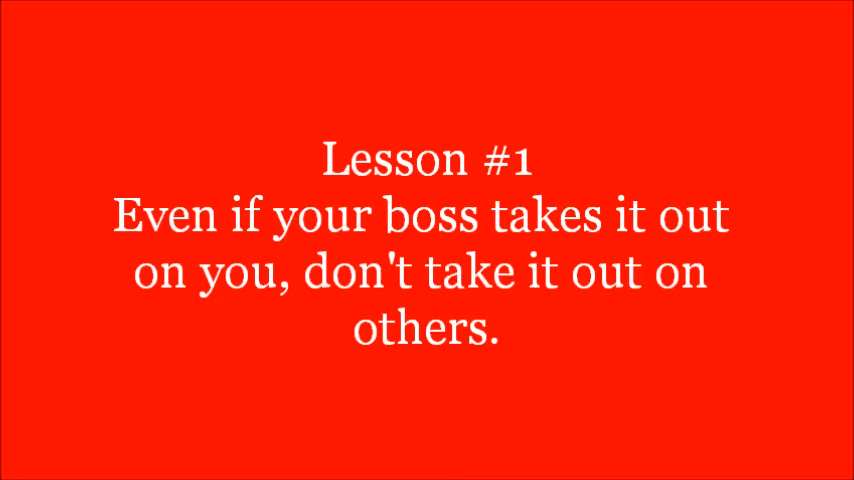 Lesson #1
Even if your boss takes it out
on you, don't take it out on
others.